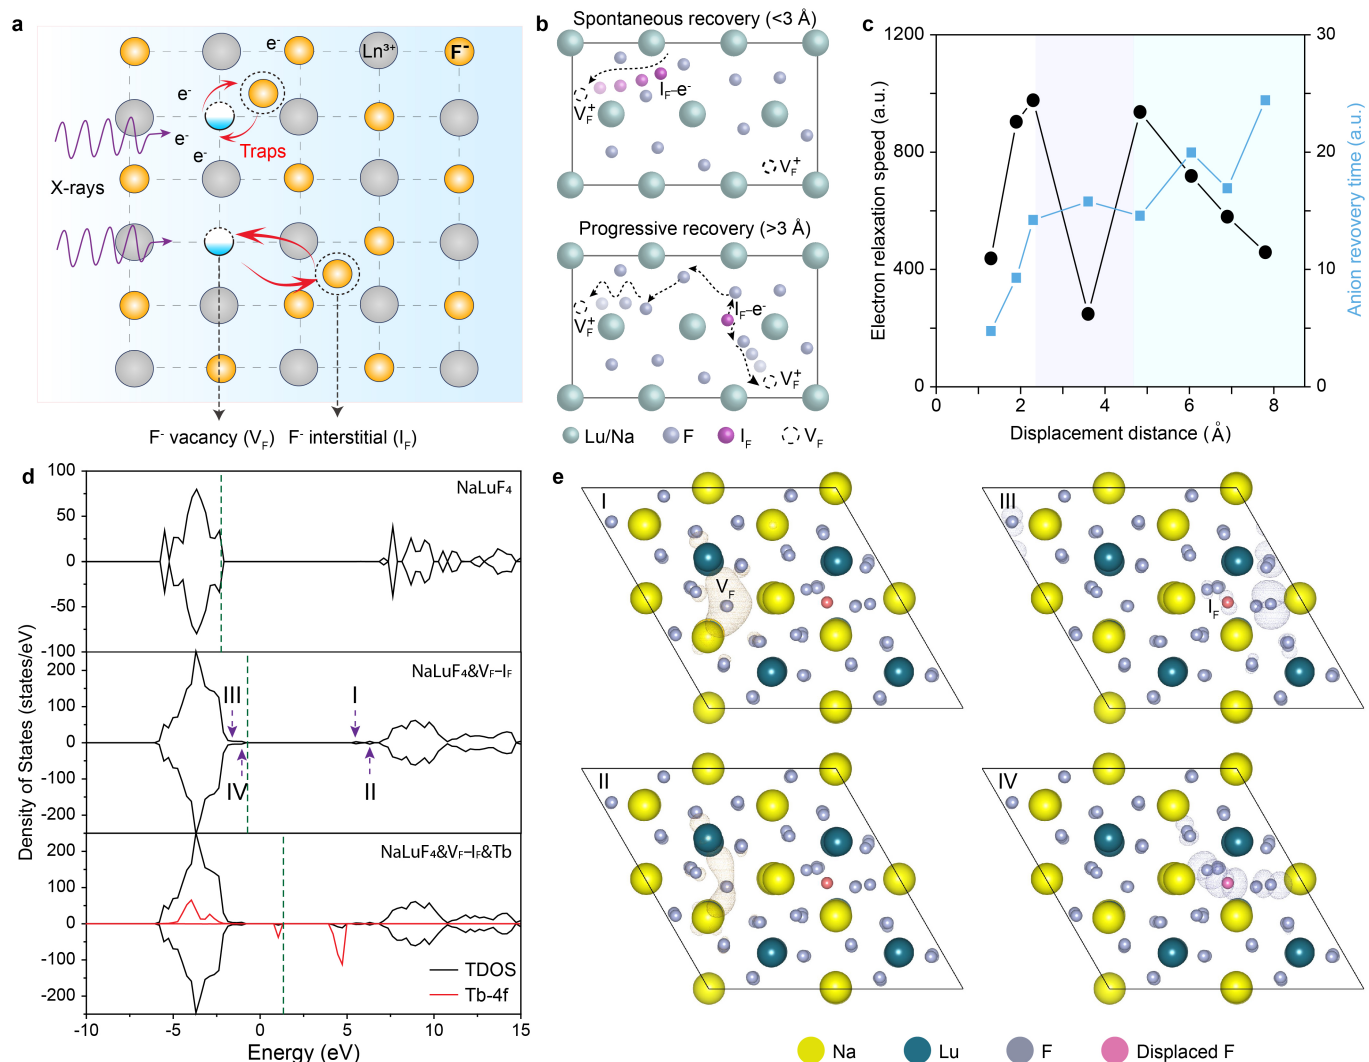 a
e⁻
Ln³⁺
F⁻
e⁻
e⁻
e⁻
Traps
X-rays
F⁻ vacancy (V_F)
F⁻ interstitial (I_F)
b
Spontaneous recovery (<3 Å)
I_F–e⁻
V_F⁺
V_F⁺
Progressive recovery (>3 Å)
V_F⁺
I_F–e⁻
V_F⁺
Lu/Na
F
I_F
V_F
c
1200
800
400
0
Electron relaxation speed (a.u.)
30
20
10
0
Anion revovery time (a.u.)
0
2
4
6
8
Displacement distance (Å)
d
100
50
0
-50
-100
NaLuF₄
200
100
0
-100
-200
NaLuF₄&V_F–I_F
III
I
IV
II
200
100
0
-100
-200
NaLuF₄&V_F–I_F&Tb
TDOS
Tb-4f
-10
-5
0
5
10
15
Density of States (states/eV)
Energy (eV)
e
I
V_F
III
I_F
II
IV
Na
Lu
F
Displaced F